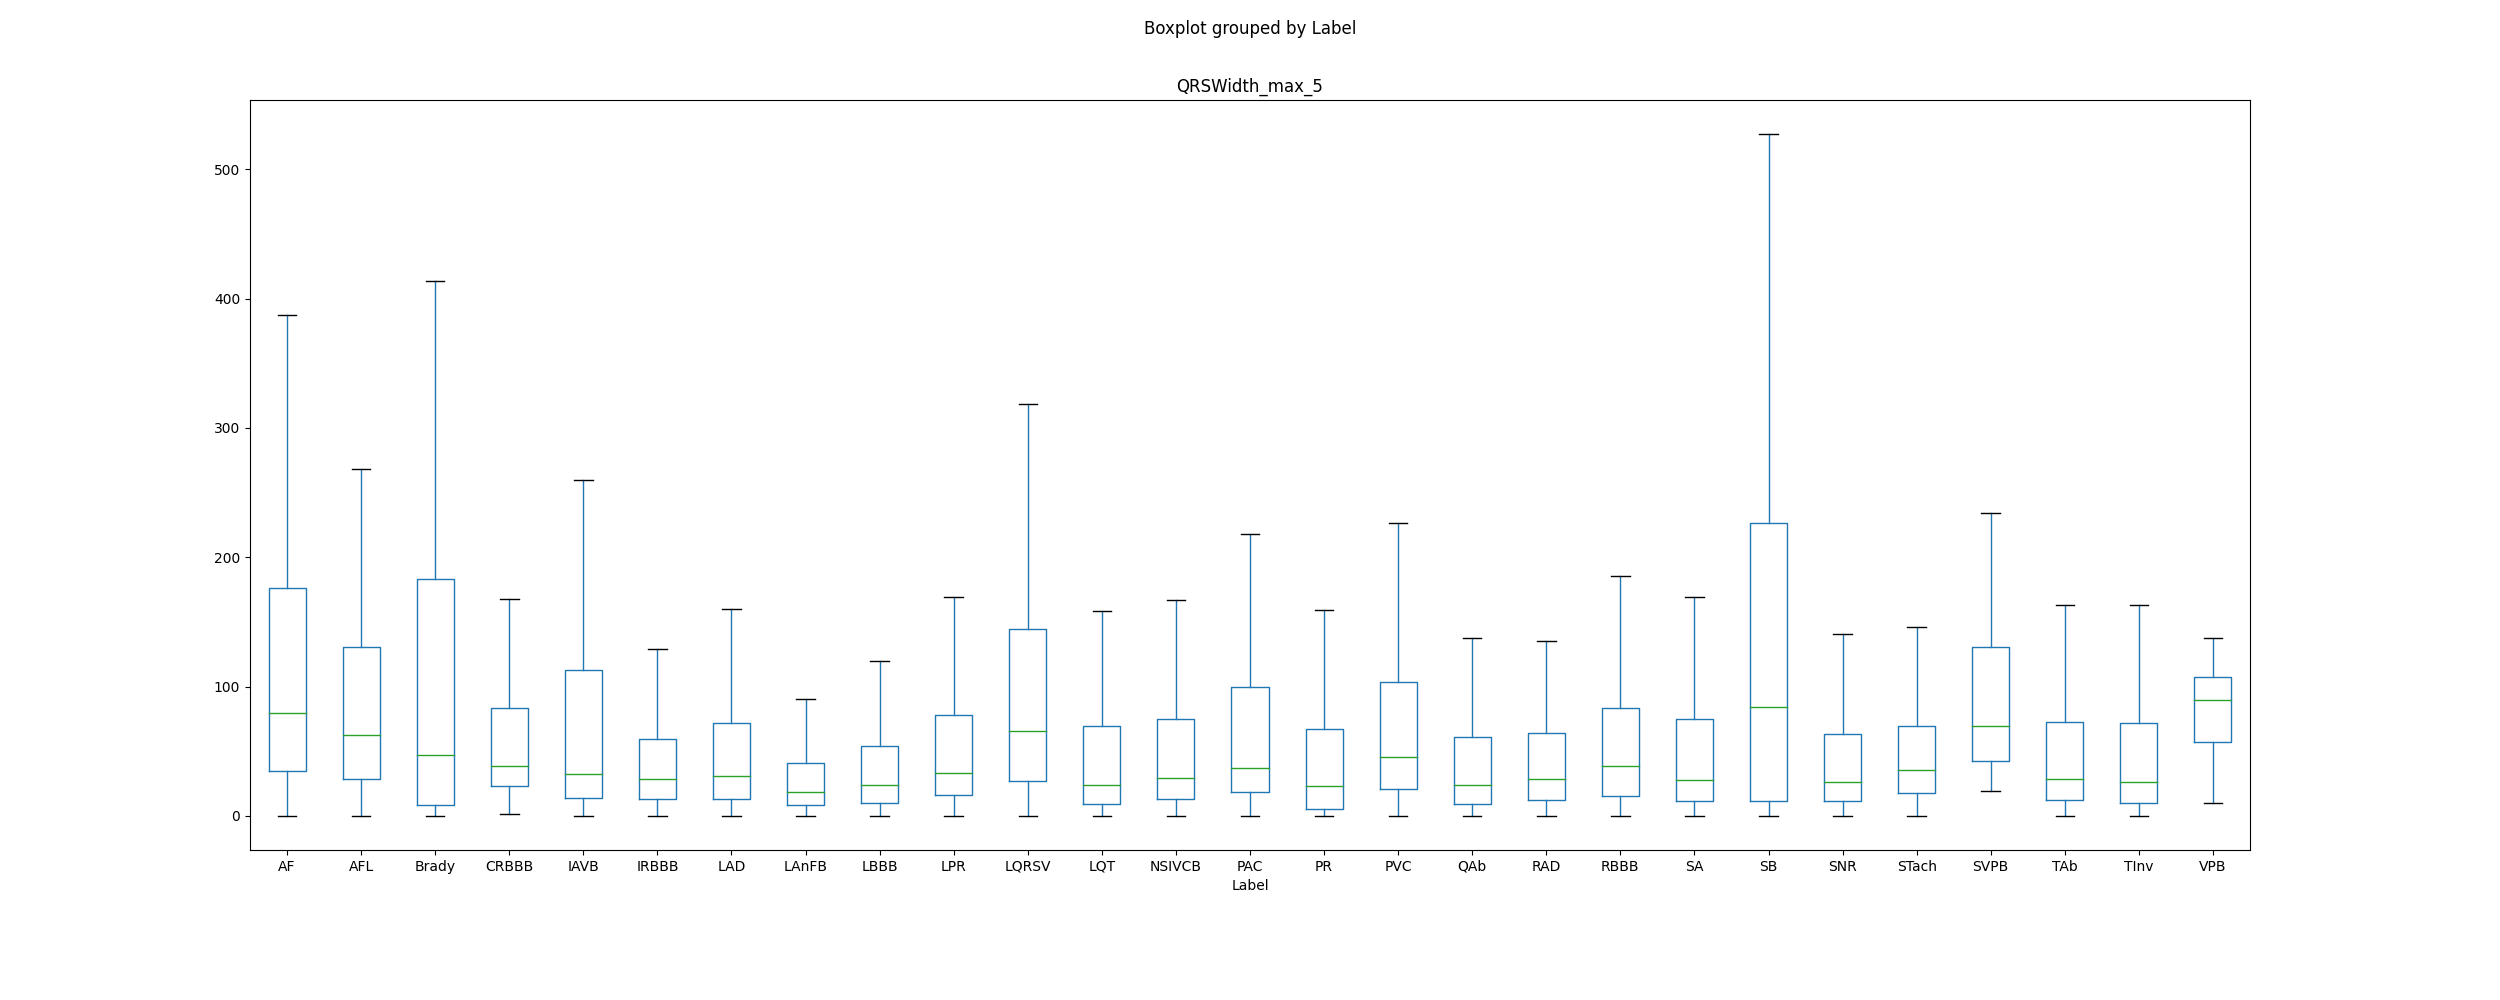 Boxplot grouped by Label
QRSWidth_max_5
500
400
300
200
100
0
AF AFL Brady CRBBB IAVB IRBBB LAD LAnFB LBBB LPR LQRSV LQT NSIVCB PAC PR PVC QAb RAD RBBB SA SB SNR STach SVPB TAb TInv VPB
Label